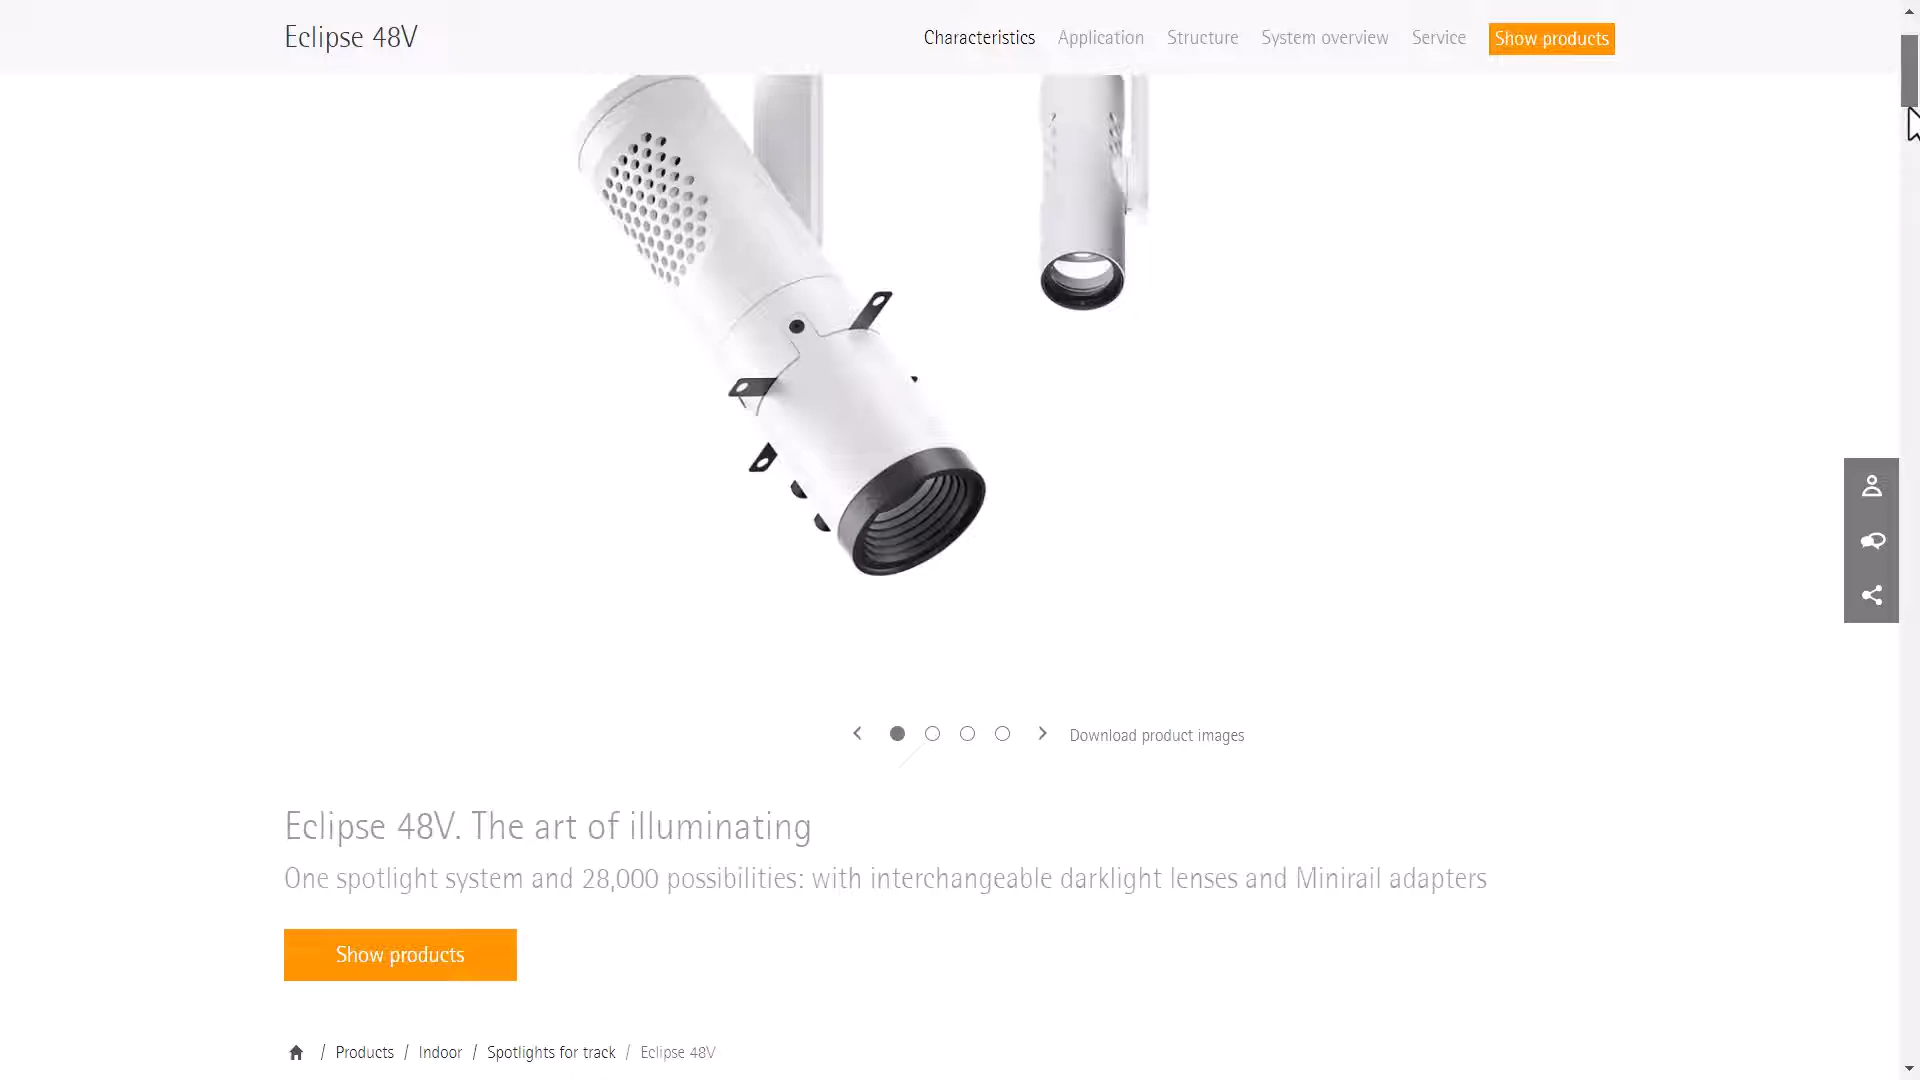 Eclipse 48V
Characteristics Application Structure System overview Service Show products
Download product images
Eclipse 48V. The art of illuminating
One spotlight system and 28,000 possibilities: with interchangeable darklight lenses and Minirail adapters
Show products
/ Products / Indoor / Spotlights for track / Eclipse 48V